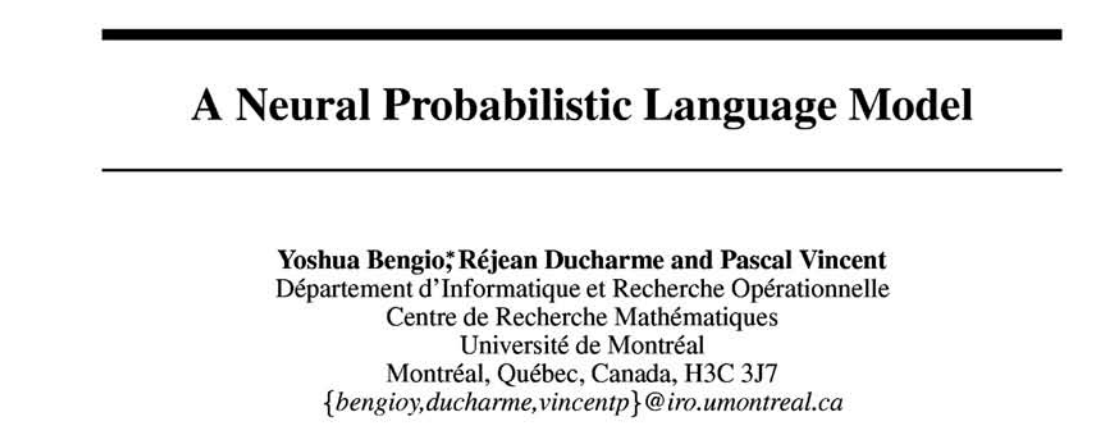 A Neural Probabilistic Language Model
Yoshua Bengio*, Réjean Ducharme and Pascal Vincent
Département d'Informatique et Recherche Opérationnelle
Centre de Recherche Mathématiques
Université de Montréal
Montréal, Québec, Canada, H3C 3J7
{bengioy,ducharme,vincentp}@iro.umontreal.ca